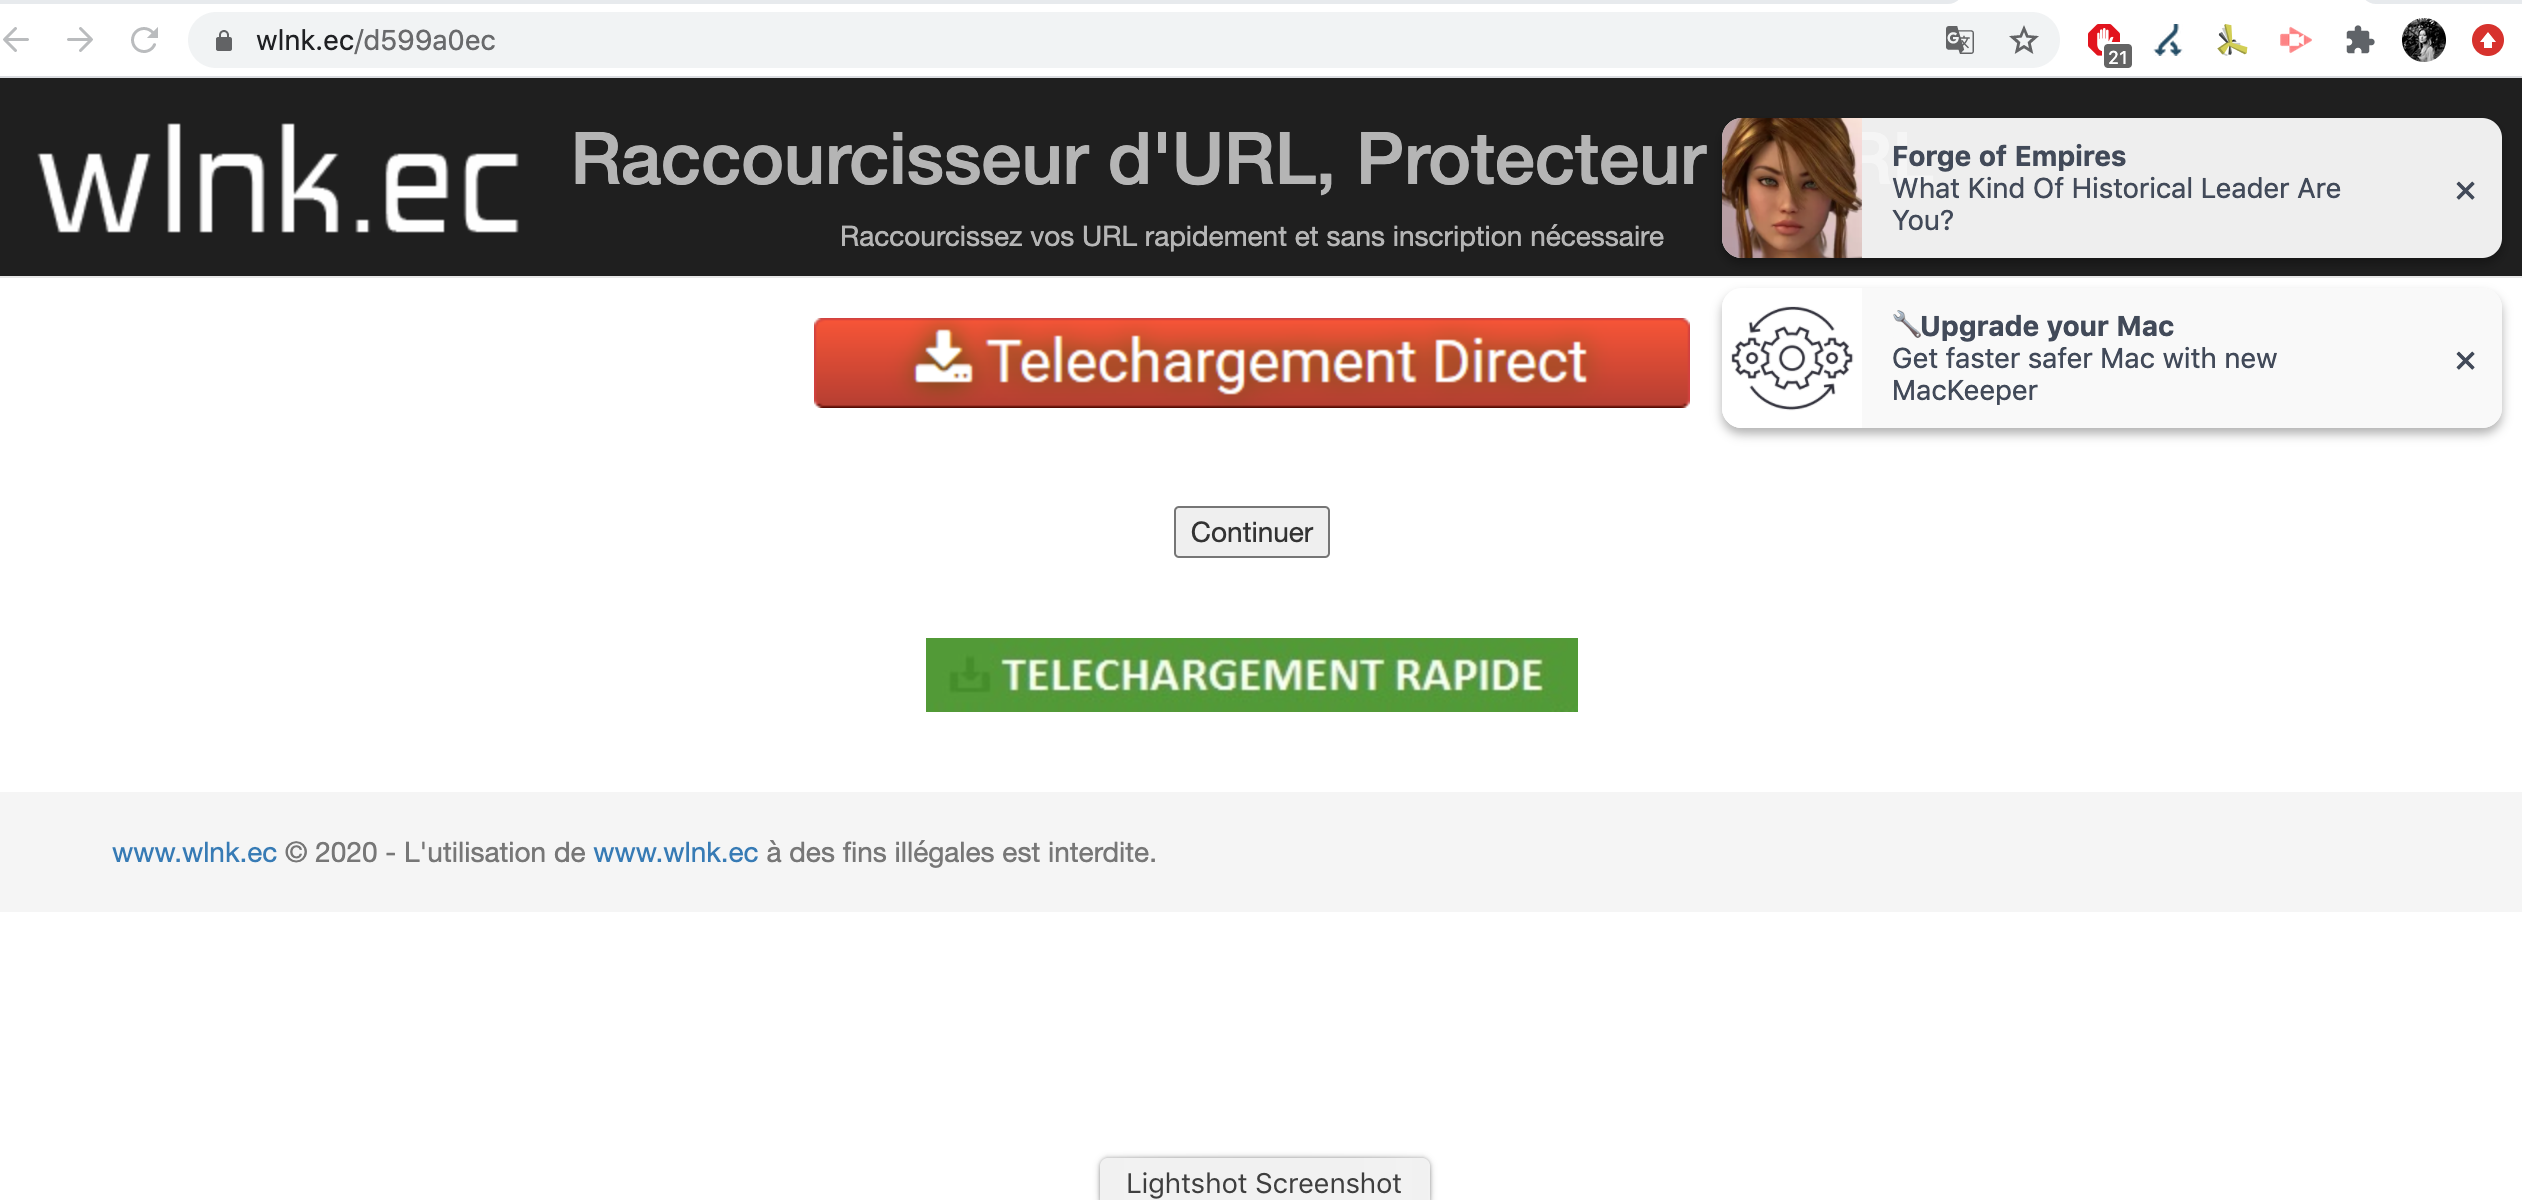 wlnk.ec/d599a0ec
21
wlnk.ec
Raccourcisseur d'URL, Protecteur
Raccourcissez vos URL rapidement et sans inscription nécessaire
Forge of Empires
What Kind Of Historical Leader Are
You?
Telechargement Direct
🔧Upgrade your Mac
Get faster safer Mac with new
MacKeeper
Continuer
TELECHARGEMENT RAPIDE
www.wlnk.ec © 2020 - L'utilisation de www.wlnk.ec à des fins illégales est interdite.
Lightshot Screenshot